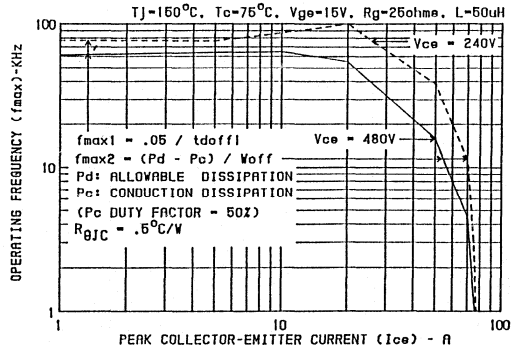 Tj=150°C, Tc=75°C, Vge=15V, Rg=25ohms, L=50uH
OPERATING FREQUENCY (fmax)-KHz
100
10
1
Vce = 240V
Vce = 480V
fmax1 = .05 / tdoffl
fmax2 = (Pd - Pc) / Woff
Pd: ALLOWABLE DISSIPATION
Pc: CONDUCTION DISSIPATION
(Pc DUTY FACTOR = 50%)
RθJC = .5°C/W
1
10
100
PEAK COLLECTOR-EMITTER CURRENT (Ice) - A